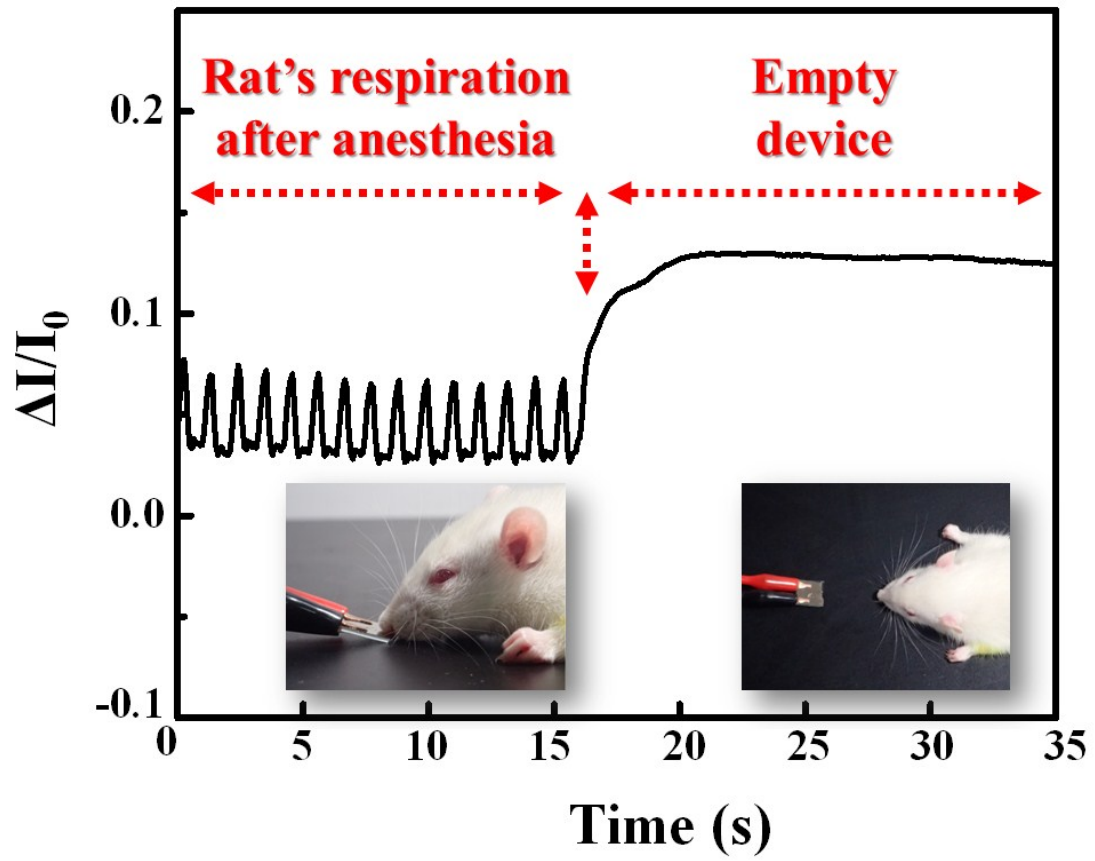 Rat's respiration
after anesthesia
Empty
device
0.2
0.1
0.0
-0.1
ΔI/I₀
0 5 10 15 20 25 30 35
Time (s)